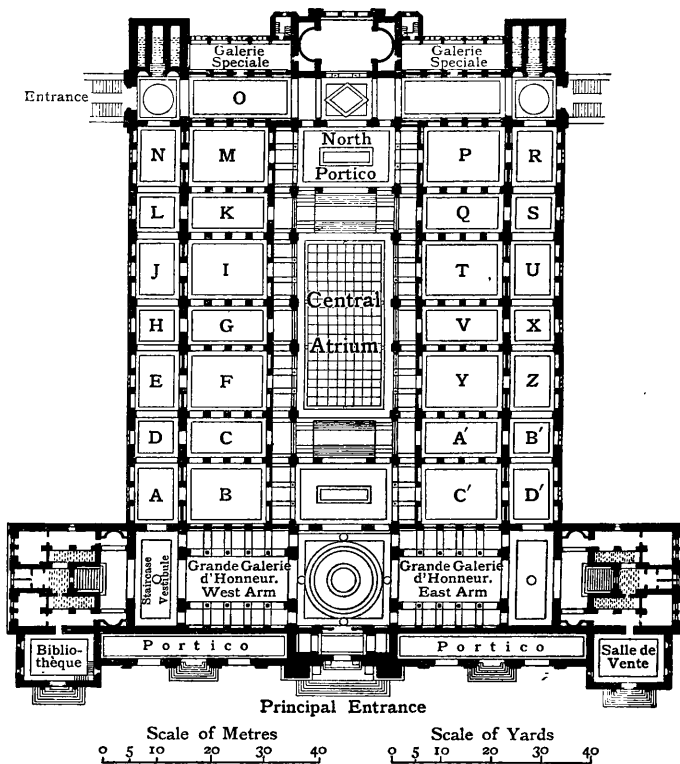 Galerie
Speciale
Galerie
Speciale
Entrance
O
N
M
North
Portico
P
R
L
K
Q
S
J
I
T
U
Central
Atrium
H
G
V
X
E
F
Y
Z
D
C
A′
B′
A
B
C′
D′
Staircase
Vestibule
Grande Galerie
d'Honneur.
West Arm
Grande Galerie
d'Honneur.
East Arm
Biblio-
thèque
Portico
Portico
Salle de
Vente
Principal Entrance
Scale of Metres
0 5 10 20 30 40
Scale of Yards
0 5 10 20 30 40